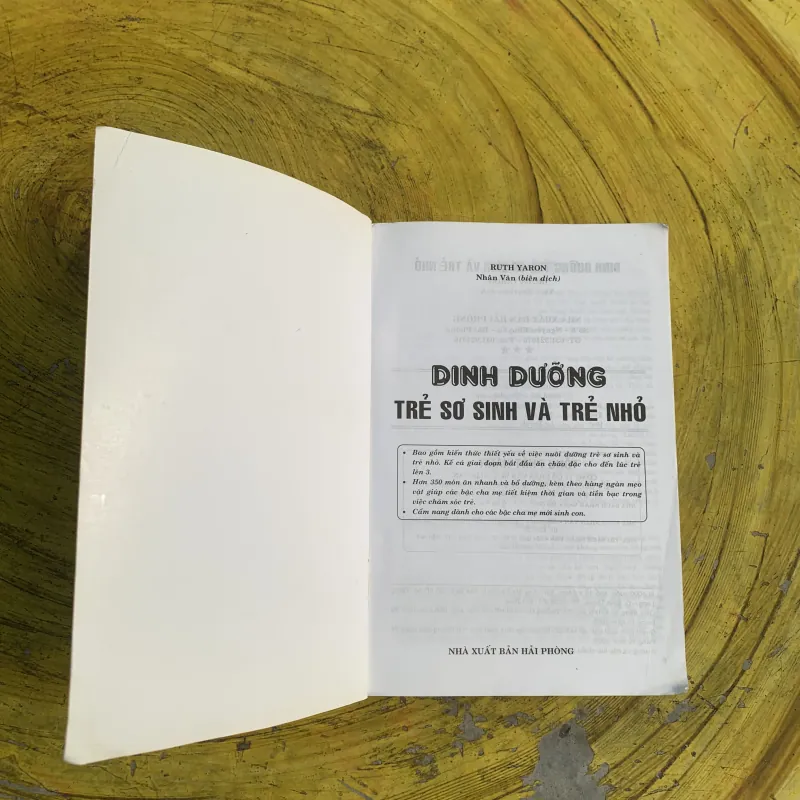 RUTH YARON
Nhân Văn (biên dịch)
DINH DƯỠNG
TRẺ SƠ SINH VÀ TRẺ NHỎ
• Bao gồm kiến thức thiết yếu về việc nuôi dưỡng trẻ sơ sinh và
trẻ nhỏ. Kể cả giai đoạn bắt đầu ăn cháo đặc cho đến lúc trẻ
lên 3.
• Hơn 350 món ăn nhanh và bổ dưỡng, kèm theo hàng ngàn mẹo
vặt giúp các bậc cha mẹ tiết kiệm thời gian và tiền bạc trong
việc chăm sóc trẻ.
• Cẩm nang dành cho các bậc cha mẹ mới sinh con.
NHÀ XUẤT BẢN HẢI PHÒNG